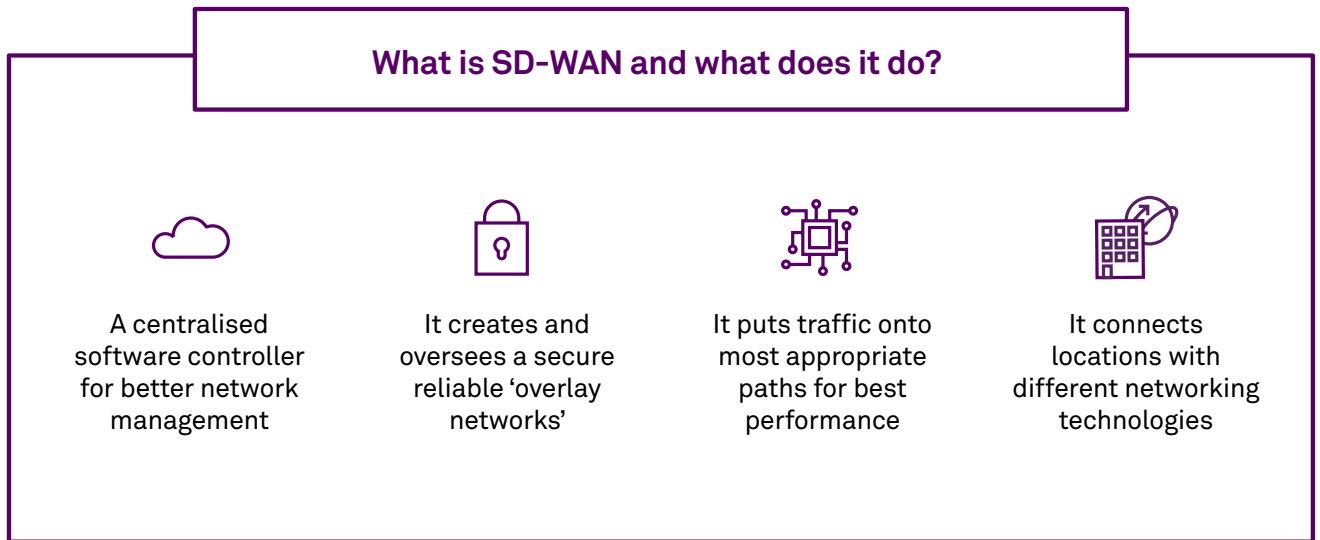 What is SD-WAN and what does it do?
A centralised
software controller
for better network
management
It creates and
oversees a secure
reliable ‘overlay
networks’
It puts traffic onto
most appropriate
paths for best
performance
It connects
locations with
different networking
technologies